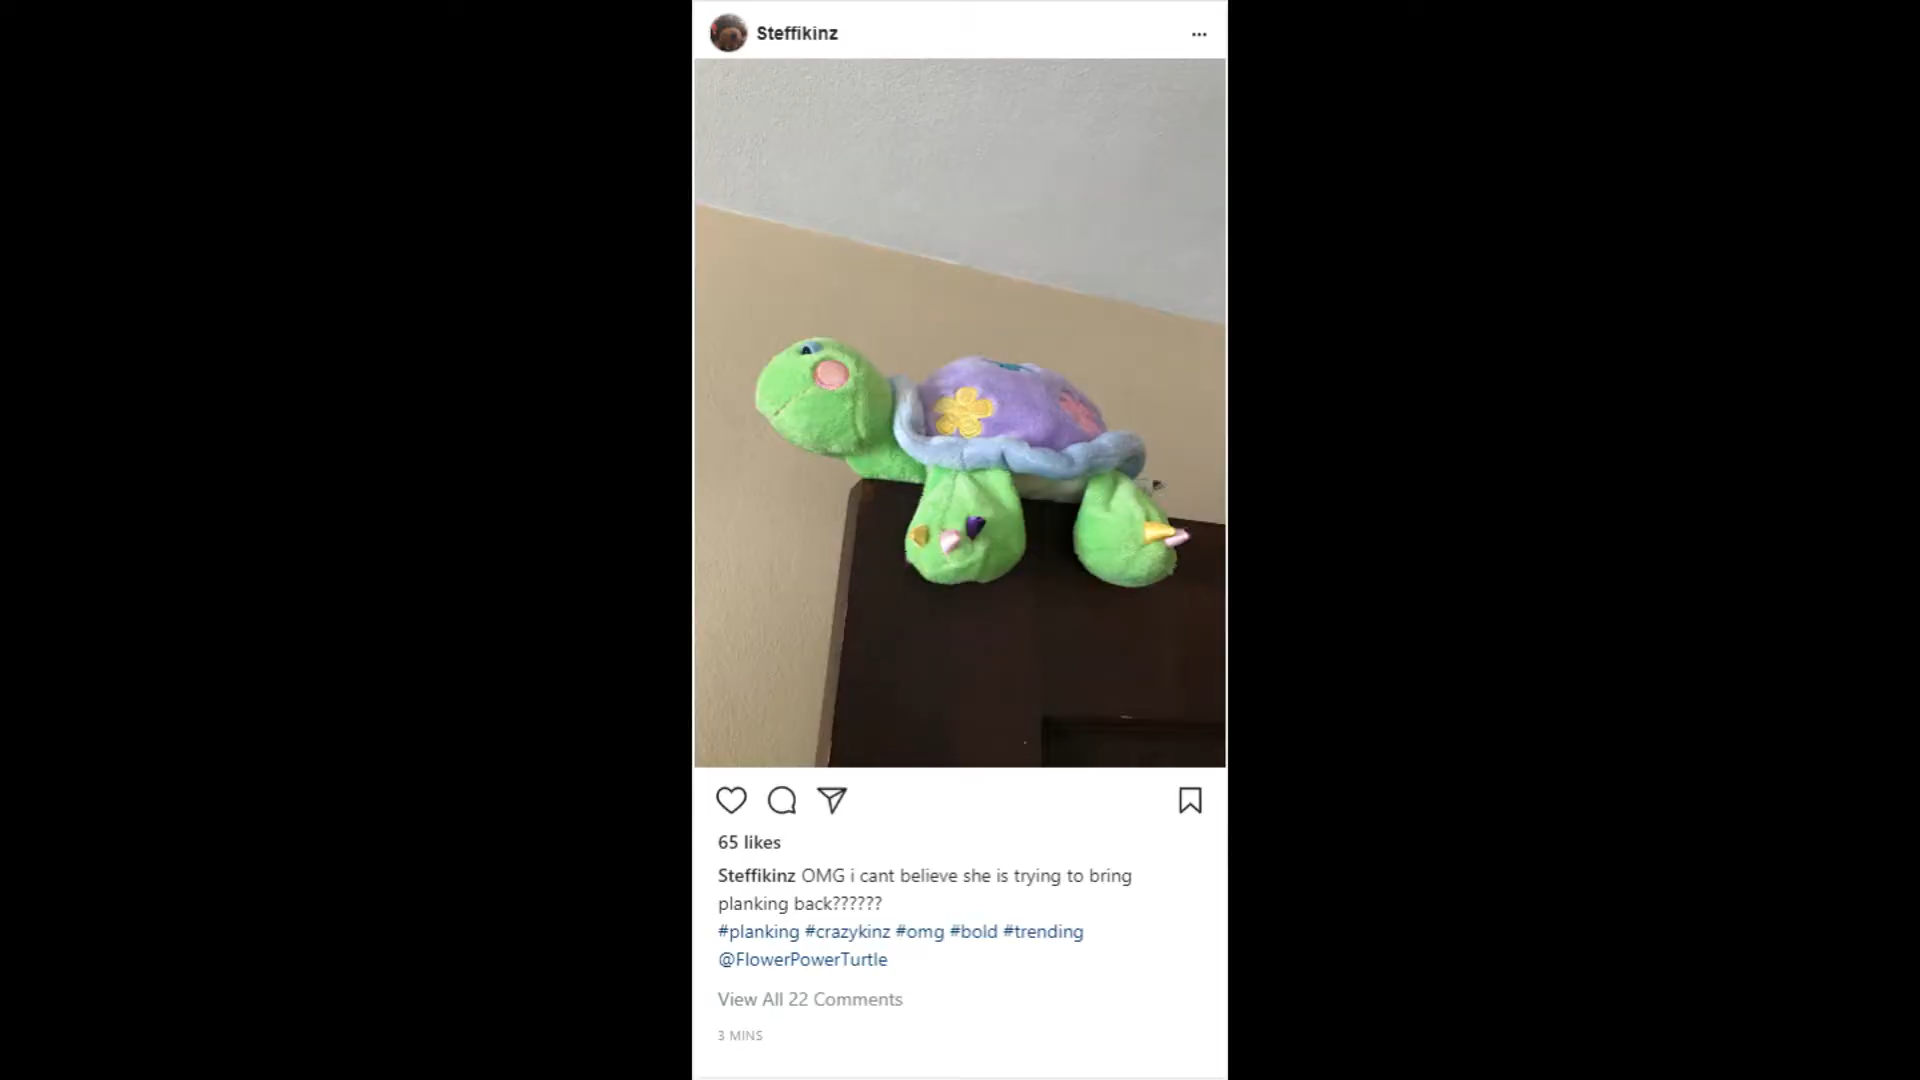 Steffikinz
65 likes
Steffikinz OMG i cant believe she is trying to bring
planking back??????
#planking #crazykinz #omg #bold #trending
@FlowerPowerTurtle
View All 22 Comments
3 MINS